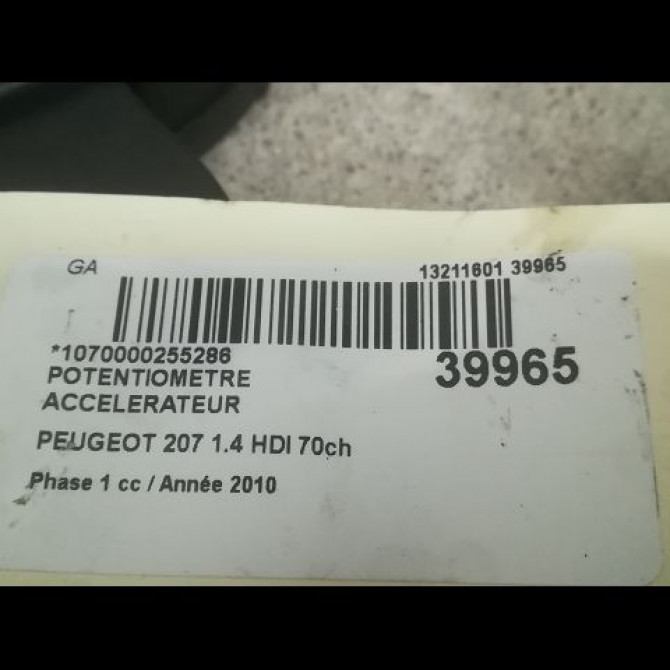 GA 13211601 39965
*1070000255286 39965
POTENTIOMETRE
ACCELERATEUR
PEUGEOT 207 1.4 HDI 70ch
Phase 1 cc / Année 2010